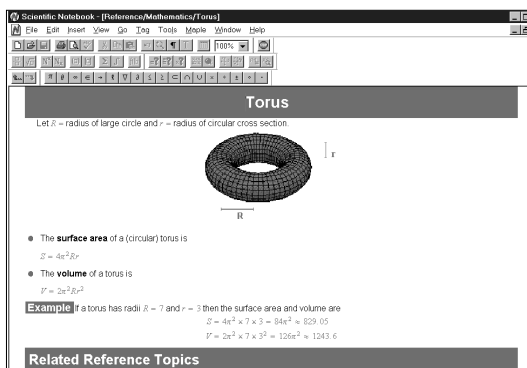 Scientific Notebook - [Reference/Mathematics/Torus]
File Edit Insert View Go Tag Tools Maple Window Help
100%
Torus
Let R = radius of large circle and r = radius of circular cross section.
r
R
The surface area of a (circular) torus is
S = 4π²Rr
The volume of a torus is
V = 2π²Rr²
Example If a torus has radii R = 7 and r = 3 then the surface area and volume are
S = 4π² × 7 × 3 = 84π² ≈ 829.05
V = 2π² × 7 × 3² = 126π² ≈ 1243.6
Related Reference Topics